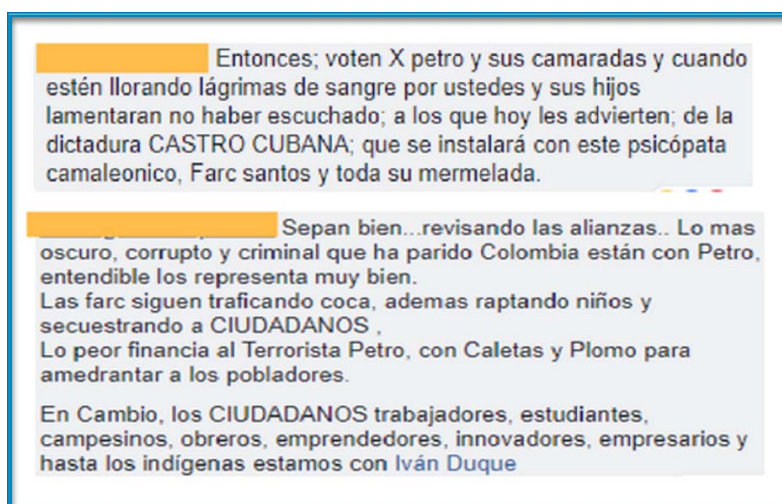 Entonces; voten X petro y sus camaradas y cuando
estén llorando lágrimas de sangre por ustedes y sus hijos
lamentaran no haber escuchado; a los que hoy les advierten; de la
dictadura CASTRO CUBANA; que se instalará con este psicópata
camaleonico, Farc santos y toda su mermelada.
Sepan bien...revisando las alianzas.. Lo mas
oscuro, corrupto y criminal que ha parido Colombia están con Petro,
entendible los representa muy bien.
Las farc siguen traficando coca, ademas raptando niños y
secuestrando a CIUDADANOS ,
Lo peor financia al Terrorista Petro, con Caletas y Plomo para
amedrantar a los pobladores.
En Cambio, los CIUDADANOS trabajadores, estudiantes,
campesinos, obreros, emprendedores, innovadores, empresarios y
hasta los indígenas estamos con Iván Duque